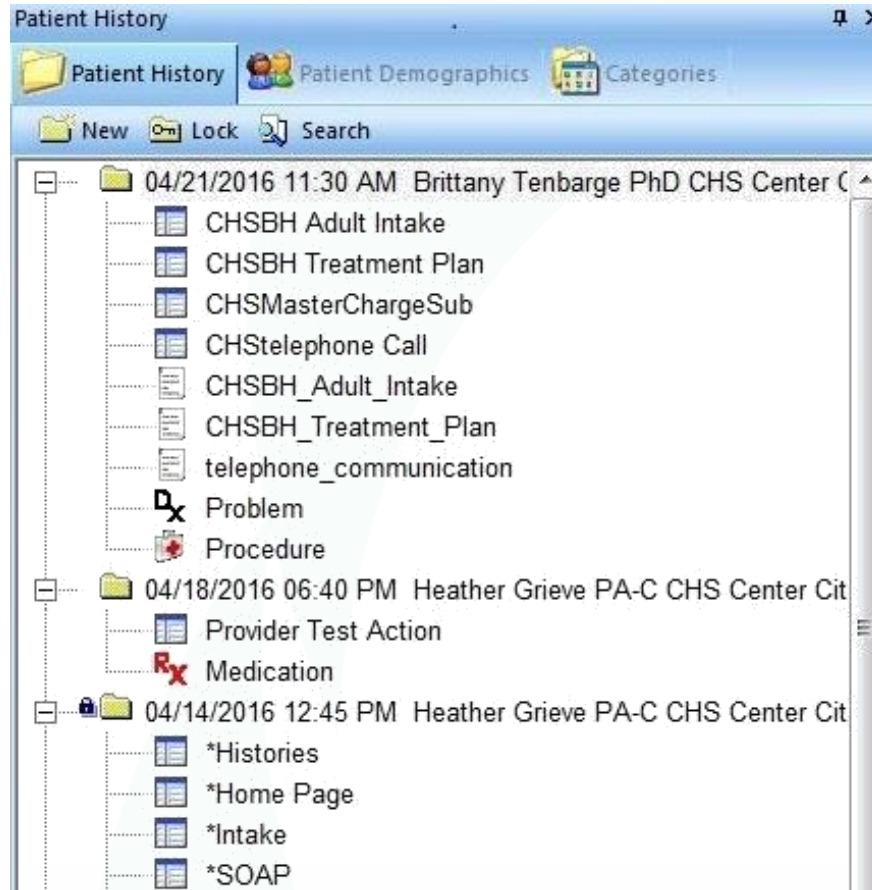 Patient History
Patient History Patient Demographics Categories
New Lock Search
04/21/2016 11:30 AM Brittany Tenbarge PhD CHS Center
CHSBH Adult Intake
CHSBH Treatment Plan
CHSMasterChargeSub
CHStelephone Call
CHSBH_Adult_Intake
CHSBH_Treatment_Plan
telephone_communication
Dx Problem
Procedure
04/18/2016 06:40 PM Heather Grieve PA-C CHS Center Cit
Provider Test Action
Rx Medication
04/14/2016 12:45 PM Heather Grieve PA-C CHS Center Cit
*Histories
*Home Page
*Intake
*SOAP